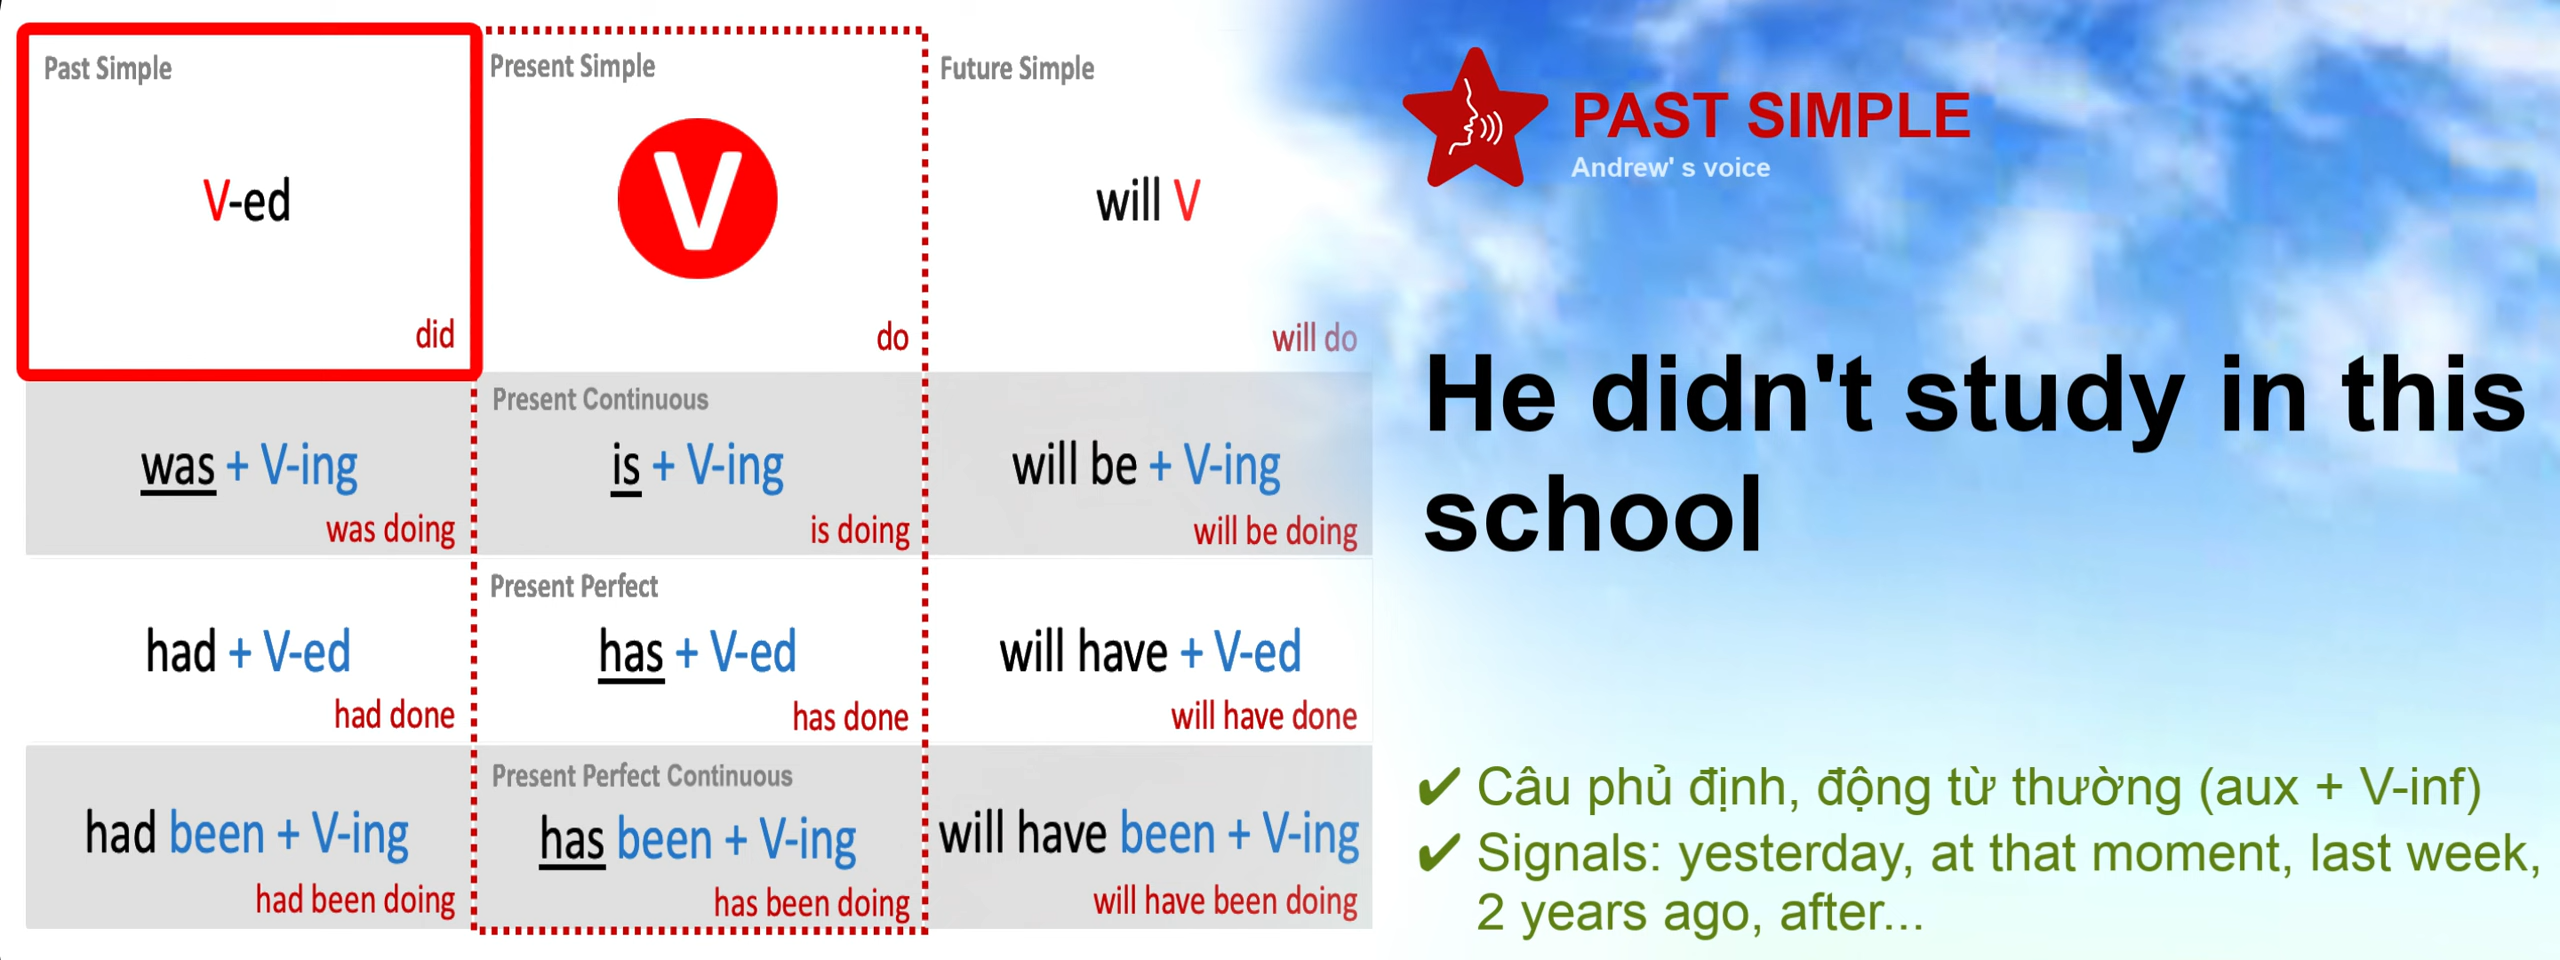 Past Simple
V-ed
did
Present Simple
V
do
Future Simple
will V
will do
was + V-ing
was doing
Present Continuous
is + V-ing
is doing
will be + V-ing
will be doing
had + V-ed
had done
Present Perfect
has + V-ed
has done
will have + V-ed
will have done
had been + V-ing
had been doing
Present Perfect Continuous
has been + V-ing
has been doing
will have been + V-ing
will have been doing
PAST SIMPLE
Andrew' s voice
He didn't study in this
school
✔ Câu phủ định, động từ thường (aux + V-inf)
✔ Signals: yesterday, at that moment, last week,
2 years ago, after...